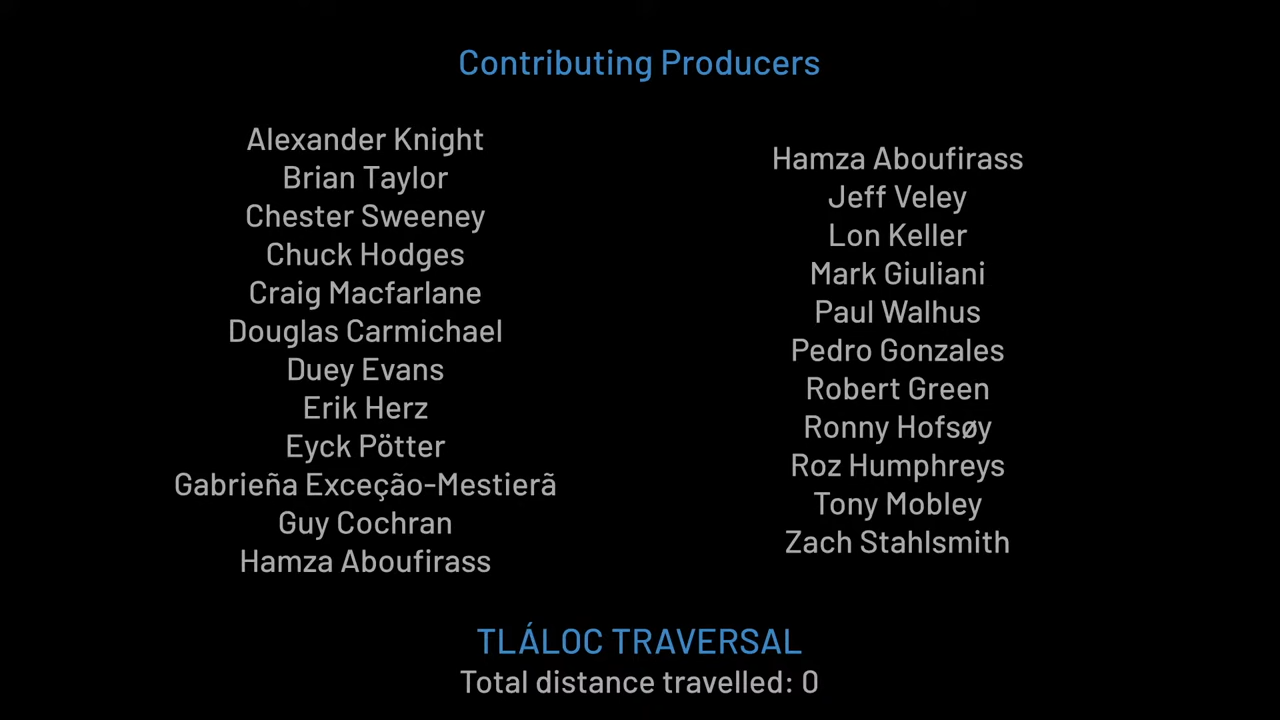 Contributing Producers
Alexander Knight
Brian Taylor
Chester Sweeney
Chuck Hodges
Craig Macfarlane
Douglas Carmichael
Duey Evans
Erik Herz
Eyck Pötter
Gabrieña Exceção-Mestierã
Guy Cochran
Hamza Aboufirass
Hamza Aboufirass
Jeff Veley
Lon Keller
Mark Giuliani
Paul Walhus
Pedro Gonzales
Robert Green
Ronny Hofsøy
Roz Humphreys
Tony Mobley
Zach Stahlsmith
TLÁLOC TRAVERSAL
Total distance travelled: 0